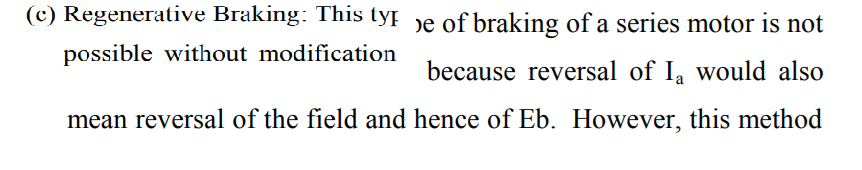 (c) Regenerative Braking: This type of braking of a series motor is not
possible without modification because reversal of Iₐ would also
mean reversal of the field and hence of Eb. However, this method